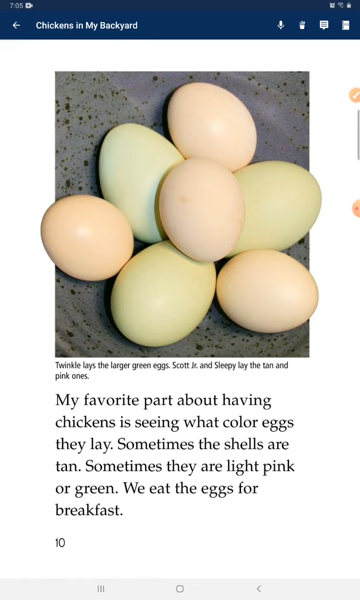 7:05
Chickens in My Backyard
Twinkle lays the larger green eggs. Scott Jr. and Sleepy lay the tan and
pink ones.
My favorite part about having
chickens is seeing what color eggs
they lay. Sometimes the shells are
tan. Sometimes they are light pink
or green. We eat the eggs for
breakfast.
10